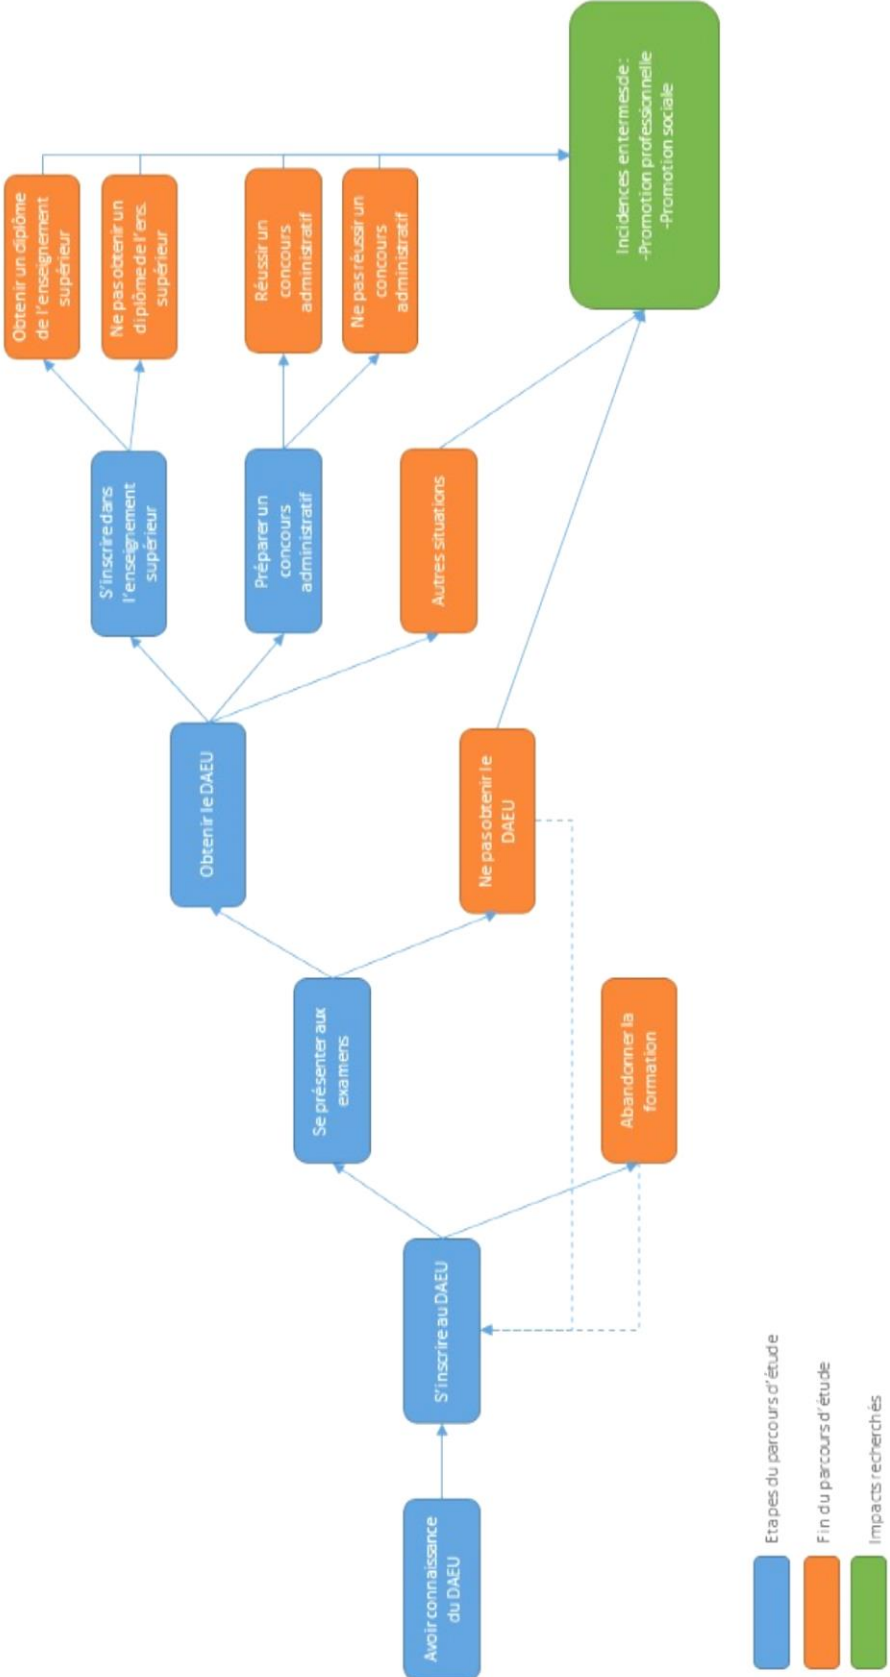 Avoir connaissance
du DAEU
S'inscrire au DAEU
Se présenter aux
examens
Abandonner la
formation
Obtenir le DAEU
Ne pas obtenir le
DAEU
S'inscrire dans
l'enseignement
supérieur
Préparer un
concours
administratif
Autres situations
Obtenir un diplôme
de l'enseignement
supérieur
Ne pas obtenir un
diplôme de l'ens.
supérieur
Réussir un
concours
administratif
Ne pas réussir un
concours
administratif
Incidences en termes de :
-Promotion professionnelle
-Promotion sociale
Etapes du parcours d'étude
Fin du parcours d'étude
Impacts recherchés